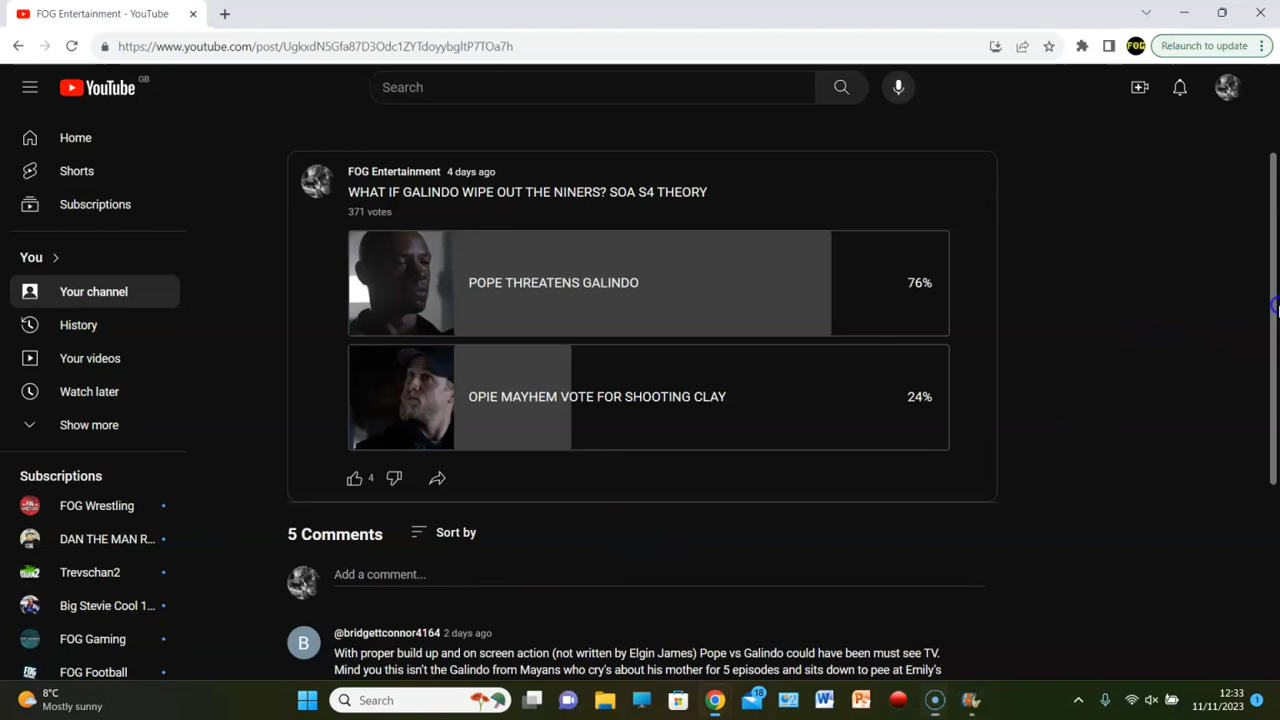 FOG Entertainment - YouTube
https://www.youtube.com/post/UgkxdN5Gfa87D3Odc1ZYTdoyybgltP7TOa7h
FOG
Relaunch to update
YouTube GB
Search
Home
Shorts
Subscriptions
You
Your channel
History
Your videos
Watch later
Show more
Subscriptions
FOG Wrestling
DAN THE MAN R...
Trevschan2
Big Stevie Cool 1...
FOG Gaming
FOG Football
FOG Entertainment 4 days ago
WHAT IF GALINDO WIPE OUT THE NINERS? SOA S4 THEORY
371 votes
POPE THREATENS GALINDO 76%
OPIE MAYHEM VOTE FOR SHOOTING CLAY 24%
4
5 Comments Sort by
Add a comment...
B
@bridgettconnor4164 2 days ago
With proper build up and on screen action (not written by Elgin James) Pope vs Galindo could have been must see TV.
Mind you this isn't the Galindo from Mayans who cry's about his mother for 5 episodes and sits down to pee at Emily's
8°C
Mostly sunny
Search
18
12:33
11/11/2023
1